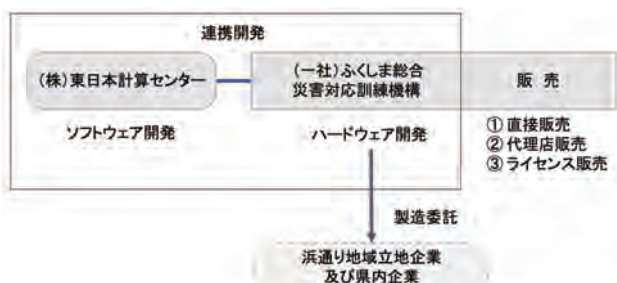 連携開発
(株)東日本計算センター
(一社)ふくしま総合
災害対応訓練機構
販 売
ソフトウェア開発
ハードウェア開発
① 直接販売
② 代理店販売
③ ライセンス販売
製造委託
浜通り地域立地企業
及び県内企業